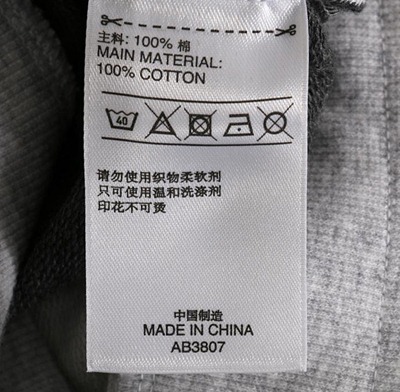 主料: 100% 棉
MAIN MATERIAL:
100% COTTON
40
请勿使用织物柔软剂
只可使用温和洗涤剂
印花不可烫
中国制造
MADE IN CHINA
AB3807